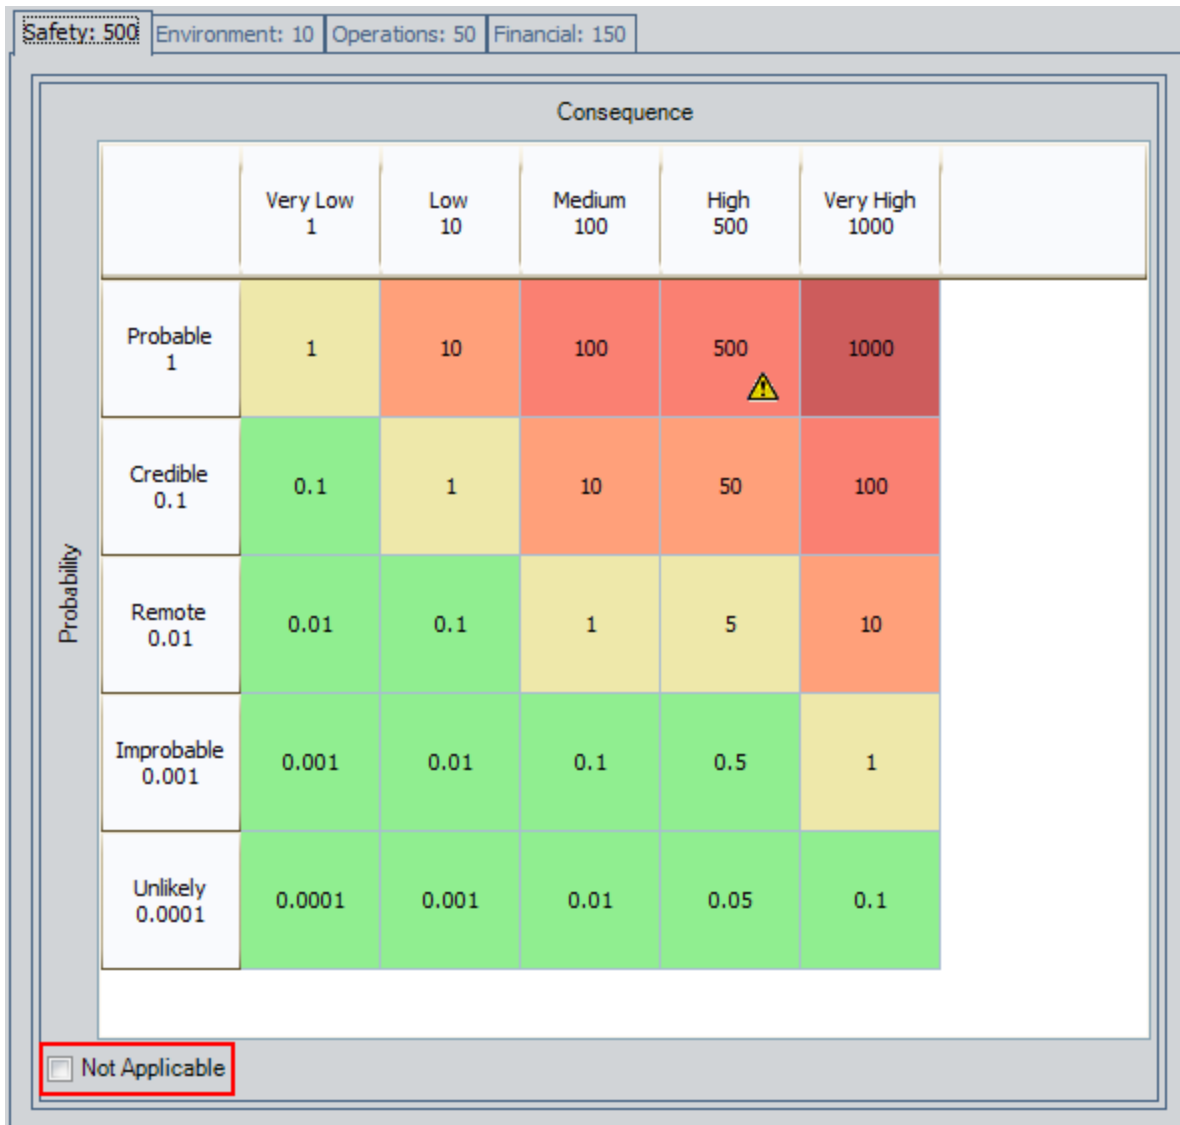 Safety: 500 Environment: 10 Operations: 50 Financial: 150
Consequence
Very Low Low Medium High Very High
1 10 100 500 1000
Probable
1
1 10 100 500 1000
Credible
0.1
0.1 1 10 50 100
Probability
Remote
0.01
0.01 0.1 1 5 10
Improbable
0.001
0.001 0.01 0.1 0.5 1
Unlikely
0.0001
0.0001 0.001 0.01 0.05 0.1
Not Applicable